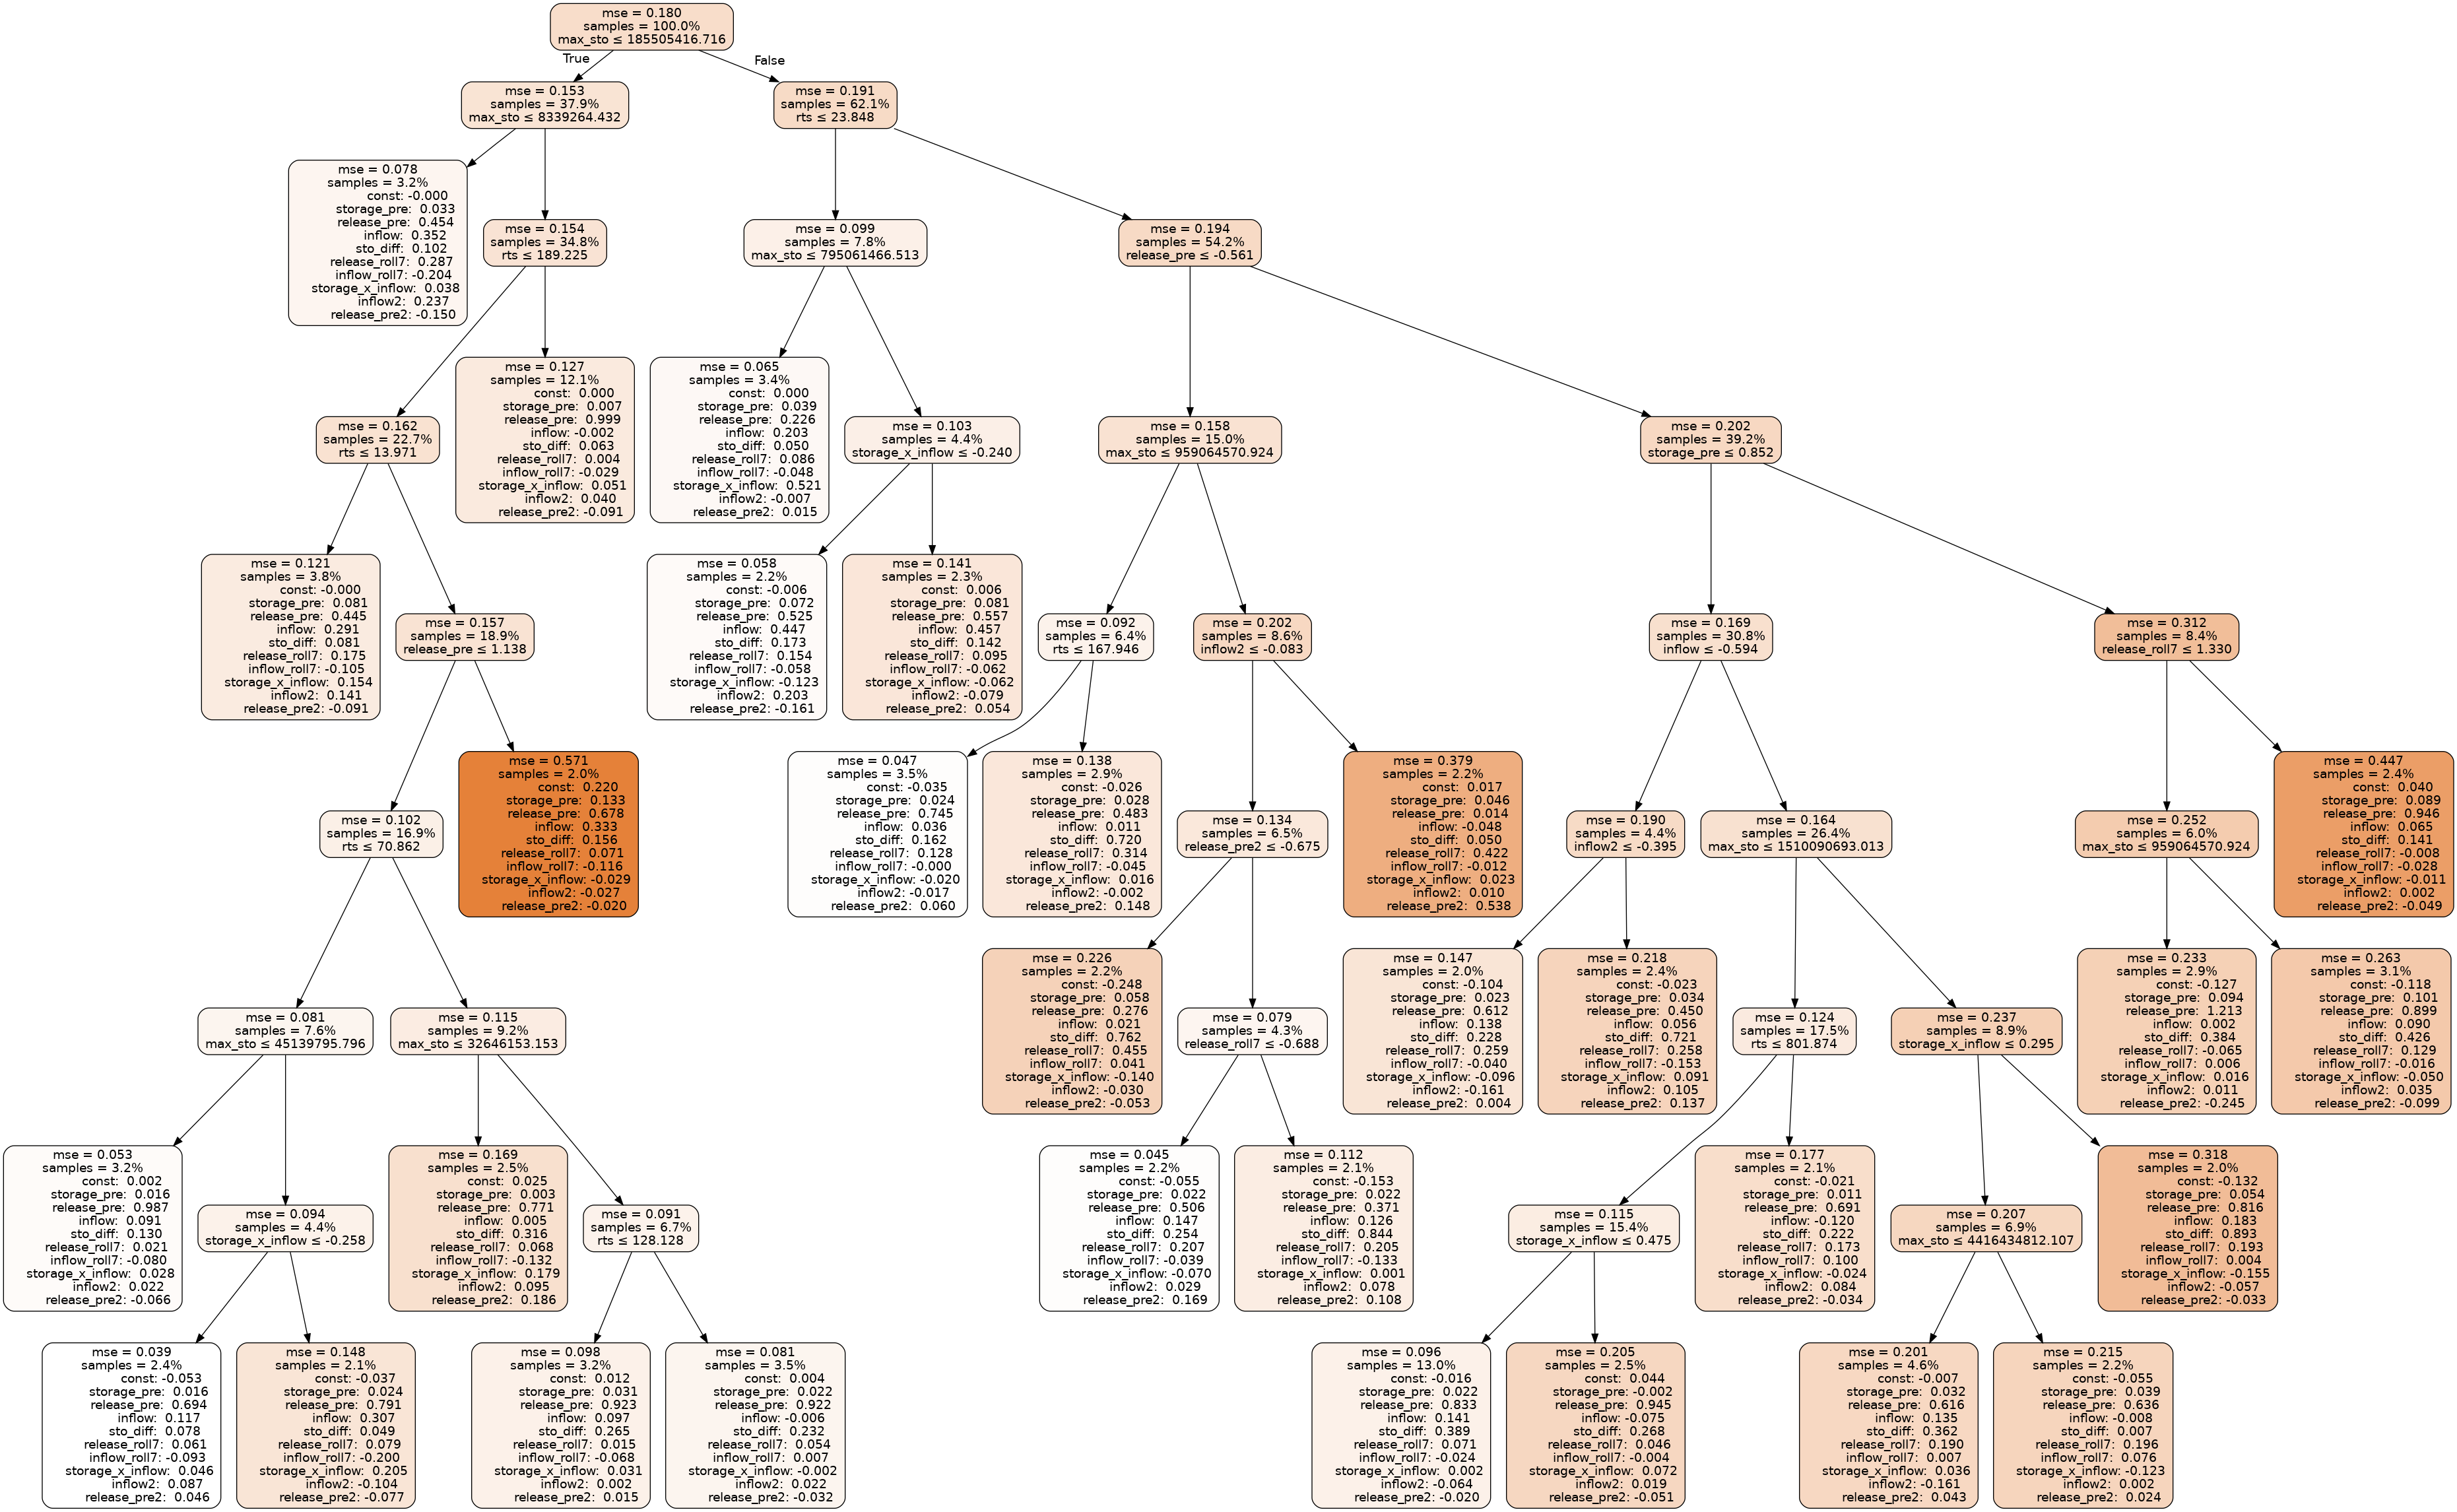 mse = 0.180
samples = 100.0%
max_sto ≤ 185505416.716
True
False
mse = 0.153
samples = 37.9%
max_sto ≤ 8339264.432
mse = 0.191
samples = 62.1%
rts ≤ 23.848
mse = 0.078
samples = 3.2%
const: -0.000
storage_pre: 0.033
release_pre: 0.454
inflow: 0.352
sto_diff: 0.102
release_roll7: 0.287
inflow_roll7: -0.204
storage_x_inflow: 0.038
inflow2: 0.237
release_pre2: -0.150
mse = 0.154
samples = 34.8%
rts ≤ 189.225
mse = 0.099
samples = 7.8%
max_sto ≤ 795061466.513
mse = 0.194
samples = 54.2%
release_pre ≤ -0.561
mse = 0.127
samples = 12.1%
const: 0.000
storage_pre: 0.007
release_pre: 0.999
inflow: -0.002
sto_diff: 0.063
release_roll7: 0.004
inflow_roll7: -0.029
storage_x_inflow: 0.051
inflow2: 0.040
release_pre2: -0.091
mse = 0.065
samples = 3.4%
const: 0.000
storage_pre: 0.039
release_pre: 0.226
inflow: 0.203
sto_diff: 0.050
release_roll7: 0.086
inflow_roll7: -0.048
storage_x_inflow: 0.521
inflow2: -0.007
release_pre2: 0.015
mse = 0.162
samples = 22.7%
rts ≤ 13.971
mse = 0.103
samples = 4.4%
storage_x_inflow ≤ -0.240
mse = 0.158
samples = 15.0%
max_sto ≤ 959064570.924
mse = 0.202
samples = 39.2%
storage_pre ≤ 0.852
mse = 0.121
samples = 3.8%
const: -0.000
storage_pre: 0.081
release_pre: 0.445
inflow: 0.291
sto_diff: 0.081
release_roll7: 0.175
inflow_roll7: -0.105
storage_x_inflow: 0.154
inflow2: 0.141
release_pre2: -0.091
mse = 0.058
samples = 2.2%
const: -0.006
storage_pre: 0.072
release_pre: 0.525
inflow: 0.447
sto_diff: 0.173
release_roll7: 0.154
inflow_roll7: -0.058
storage_x_inflow: -0.123
inflow2: 0.203
release_pre2: -0.161
mse = 0.141
samples = 2.3%
const: 0.006
storage_pre: 0.081
release_pre: 0.557
inflow: 0.457
sto_diff: 0.142
release_roll7: 0.095
inflow_roll7: -0.062
storage_x_inflow: -0.062
inflow2: -0.079
release_pre2: 0.054
mse = 0.157
samples = 18.9%
release_pre ≤ 1.138
mse = 0.092
samples = 6.4%
rts ≤ 167.946
mse = 0.202
samples = 8.6%
inflow2 ≤ -0.083
mse = 0.169
samples = 30.8%
inflow ≤ -0.594
mse = 0.312
samples = 8.4%
release_roll7 ≤ 1.330
mse = 0.571
samples = 2.0%
const: 0.220
storage_pre: 0.133
release_pre: 0.678
inflow: 0.333
sto_diff: 0.156
release_roll7: 0.071
inflow_roll7: -0.116
storage_x_inflow: -0.029
inflow2: -0.027
release_pre2: -0.020
mse = 0.047
samples = 3.5%
const: -0.035
storage_pre: 0.024
release_pre: 0.745
inflow: 0.036
sto_diff: 0.162
release_roll7: 0.128
inflow_roll7: -0.000
storage_x_inflow: -0.020
inflow2: -0.017
release_pre2: 0.060
mse = 0.138
samples = 2.9%
const: -0.026
storage_pre: 0.028
release_pre: 0.483
inflow: 0.011
sto_diff: 0.720
release_roll7: 0.314
inflow_roll7: -0.045
storage_x_inflow: 0.016
inflow2: -0.002
release_pre2: 0.148
mse = 0.379
samples = 2.2%
const: 0.017
storage_pre: 0.046
release_pre: 0.014
inflow: -0.048
sto_diff: 0.050
release_roll7: 0.422
inflow_roll7: -0.012
storage_x_inflow: 0.023
inflow2: 0.010
release_pre2: 0.538
mse = 0.447
samples = 2.4%
const: 0.040
storage_pre: 0.089
release_pre: 0.946
inflow: 0.065
sto_diff: 0.141
release_roll7: -0.008
inflow_roll7: -0.028
storage_x_inflow: -0.011
inflow2: 0.002
release_pre2: -0.049
mse = 0.102
samples = 16.9%
rts ≤ 70.862
mse = 0.134
samples = 6.5%
release_pre2 ≤ -0.675
mse = 0.190
samples = 4.4%
inflow2 ≤ -0.395
mse = 0.164
samples = 26.4%
max_sto ≤ 1510090693.013
mse = 0.252
samples = 6.0%
max_sto ≤ 959064570.924
mse = 0.226
samples = 2.2%
const: -0.248
storage_pre: 0.058
release_pre: 0.276
inflow: 0.021
sto_diff: 0.762
release_roll7: 0.455
inflow_roll7: 0.041
storage_x_inflow: -0.140
inflow2: -0.030
release_pre2: -0.053
mse = 0.147
samples = 2.0%
const: -0.104
storage_pre: 0.023
release_pre: 0.612
inflow: 0.138
sto_diff: 0.228
release_roll7: 0.259
inflow_roll7: -0.040
storage_x_inflow: -0.096
inflow2: -0.161
release_pre2: 0.004
mse = 0.218
samples = 2.4%
const: -0.023
storage_pre: 0.034
release_pre: 0.450
inflow: 0.056
sto_diff: 0.721
release_roll7: 0.258
inflow_roll7: -0.153
storage_x_inflow: 0.091
inflow2: 0.105
release_pre2: 0.137
mse = 0.233
samples = 2.9%
const: -0.127
storage_pre: 0.094
release_pre: 1.213
inflow: 0.002
sto_diff: 0.384
release_roll7: -0.065
inflow_roll7: 0.006
storage_x_inflow: 0.016
inflow2: 0.011
release_pre2: -0.245
mse = 0.263
samples = 3.1%
const: -0.118
storage_pre: 0.101
release_pre: 0.899
inflow: 0.090
sto_diff: 0.426
release_roll7: 0.129
inflow_roll7: -0.016
storage_x_inflow: -0.050
inflow2: 0.035
release_pre2: -0.099
mse = 0.081
samples = 7.6%
max_sto ≤ 45139795.796
mse = 0.115
samples = 9.2%
max_sto ≤ 32646153.153
mse = 0.079
samples = 4.3%
release_roll7 ≤ -0.688
mse = 0.124
samples = 17.5%
rts ≤ 801.874
mse = 0.237
samples = 8.9%
storage_x_inflow ≤ 0.295
mse = 0.053
samples = 3.2%
const: 0.002
storage_pre: 0.016
release_pre: 0.987
inflow: 0.091
sto_diff: 0.130
release_roll7: 0.021
inflow_roll7: -0.080
storage_x_inflow: 0.028
inflow2: 0.022
release_pre2: -0.066
mse = 0.169
samples = 2.5%
const: 0.025
storage_pre: 0.003
release_pre: 0.771
inflow: 0.005
sto_diff: 0.316
release_roll7: 0.068
inflow_roll7: -0.132
storage_x_inflow: 0.179
inflow2: 0.095
release_pre2: 0.186
mse = 0.045
samples = 2.2%
const: -0.055
storage_pre: 0.022
release_pre: 0.506
inflow: 0.147
sto_diff: 0.254
release_roll7: 0.207
inflow_roll7: -0.039
storage_x_inflow: -0.070
inflow2: 0.029
release_pre2: 0.169
mse = 0.112
samples = 2.1%
const: -0.153
storage_pre: 0.022
release_pre: 0.371
inflow: 0.126
sto_diff: 0.844
release_roll7: 0.205
inflow_roll7: -0.133
storage_x_inflow: 0.001
inflow2: 0.078
release_pre2: 0.108
mse = 0.177
samples = 2.1%
const: -0.021
storage_pre: 0.011
release_pre: 0.691
inflow: -0.120
sto_diff: 0.222
release_roll7: 0.173
inflow_roll7: 0.100
storage_x_inflow: -0.024
inflow2: 0.084
release_pre2: -0.034
mse = 0.318
samples = 2.0%
const: -0.132
storage_pre: 0.054
release_pre: 0.816
inflow: 0.183
sto_diff: 0.893
release_roll7: 0.193
inflow_roll7: 0.004
storage_x_inflow: -0.155
inflow2: -0.057
release_pre2: -0.033
mse = 0.094
samples = 4.4%
storage_x_inflow ≤ -0.258
mse = 0.091
samples = 6.7%
rts ≤ 128.128
mse = 0.115
samples = 15.4%
storage_x_inflow ≤ 0.475
mse = 0.207
samples = 6.9%
max_sto ≤ 4416434812.107
mse = 0.039
samples = 2.4%
const: -0.053
storage_pre: 0.016
release_pre: 0.694
inflow: 0.117
sto_diff: 0.078
release_roll7: 0.061
inflow_roll7: -0.093
storage_x_inflow: 0.046
inflow2: 0.087
release_pre2: 0.046
mse = 0.148
samples = 2.1%
const: -0.037
storage_pre: 0.024
release_pre: 0.791
inflow: 0.307
sto_diff: 0.049
release_roll7: 0.079
inflow_roll7: -0.200
storage_x_inflow: 0.205
inflow2: -0.104
release_pre2: -0.077
mse = 0.098
samples = 3.2%
const: 0.012
storage_pre: 0.031
release_pre: 0.923
inflow: 0.097
sto_diff: 0.265
release_roll7: 0.015
inflow_roll7: -0.068
storage_x_inflow: 0.031
inflow2: 0.002
release_pre2: 0.015
mse = 0.081
samples = 3.5%
const: 0.004
storage_pre: 0.022
release_pre: 0.922
inflow: -0.006
sto_diff: 0.232
release_roll7: 0.054
inflow_roll7: 0.007
storage_x_inflow: -0.002
inflow2: 0.022
release_pre2: -0.032
mse = 0.096
samples = 13.0%
const: -0.016
storage_pre: 0.022
release_pre: 0.833
inflow: 0.141
sto_diff: 0.389
release_roll7: 0.071
inflow_roll7: -0.024
storage_x_inflow: 0.002
inflow2: -0.064
release_pre2: -0.020
mse = 0.205
samples = 2.5%
const: 0.044
storage_pre: -0.002
release_pre: 0.945
inflow: -0.075
sto_diff: 0.268
release_roll7: 0.046
inflow_roll7: -0.004
storage_x_inflow: 0.072
inflow2: 0.019
release_pre2: -0.051
mse = 0.201
samples = 4.6%
const: -0.007
storage_pre: 0.032
release_pre: 0.616
inflow: 0.135
sto_diff: 0.362
release_roll7: 0.190
inflow_roll7: 0.007
storage_x_inflow: 0.036
inflow2: -0.161
release_pre2: 0.043
mse = 0.215
samples = 2.2%
const: -0.055
storage_pre: 0.039
release_pre: 0.636
inflow: -0.008
sto_diff: 0.007
release_roll7: 0.196
inflow_roll7: 0.076
storage_x_inflow: -0.123
inflow2: 0.002
release_pre2: 0.024